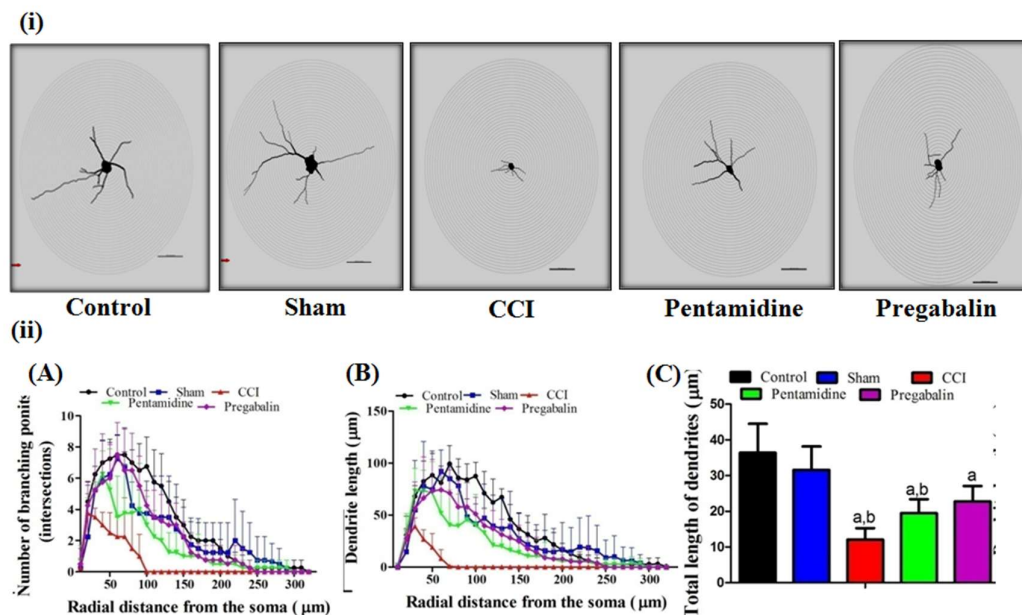 (i)
Control Sham CCI Pentamidine Pregabalin
(ii)
(A)
Control Sham CCI
Pentamidine Pregabalin
Number of branching ponits
(intersections)
10
8
6
4
2
0
50 100 150 200 250 300
Radial distance from the soma ( µm)
(B)
Control Sham CCI
Pentamidine Pregabalin
Dendrite length (µm)
150
100
50
0
50 100 150 200 250 300
Radial distance from the soma ( µm)
(C)
Control Sham CCI
Pentamidine Pregabalin
Total length of dendrites (µm)
50
40
30
20
10
0
a,b
a,b
a